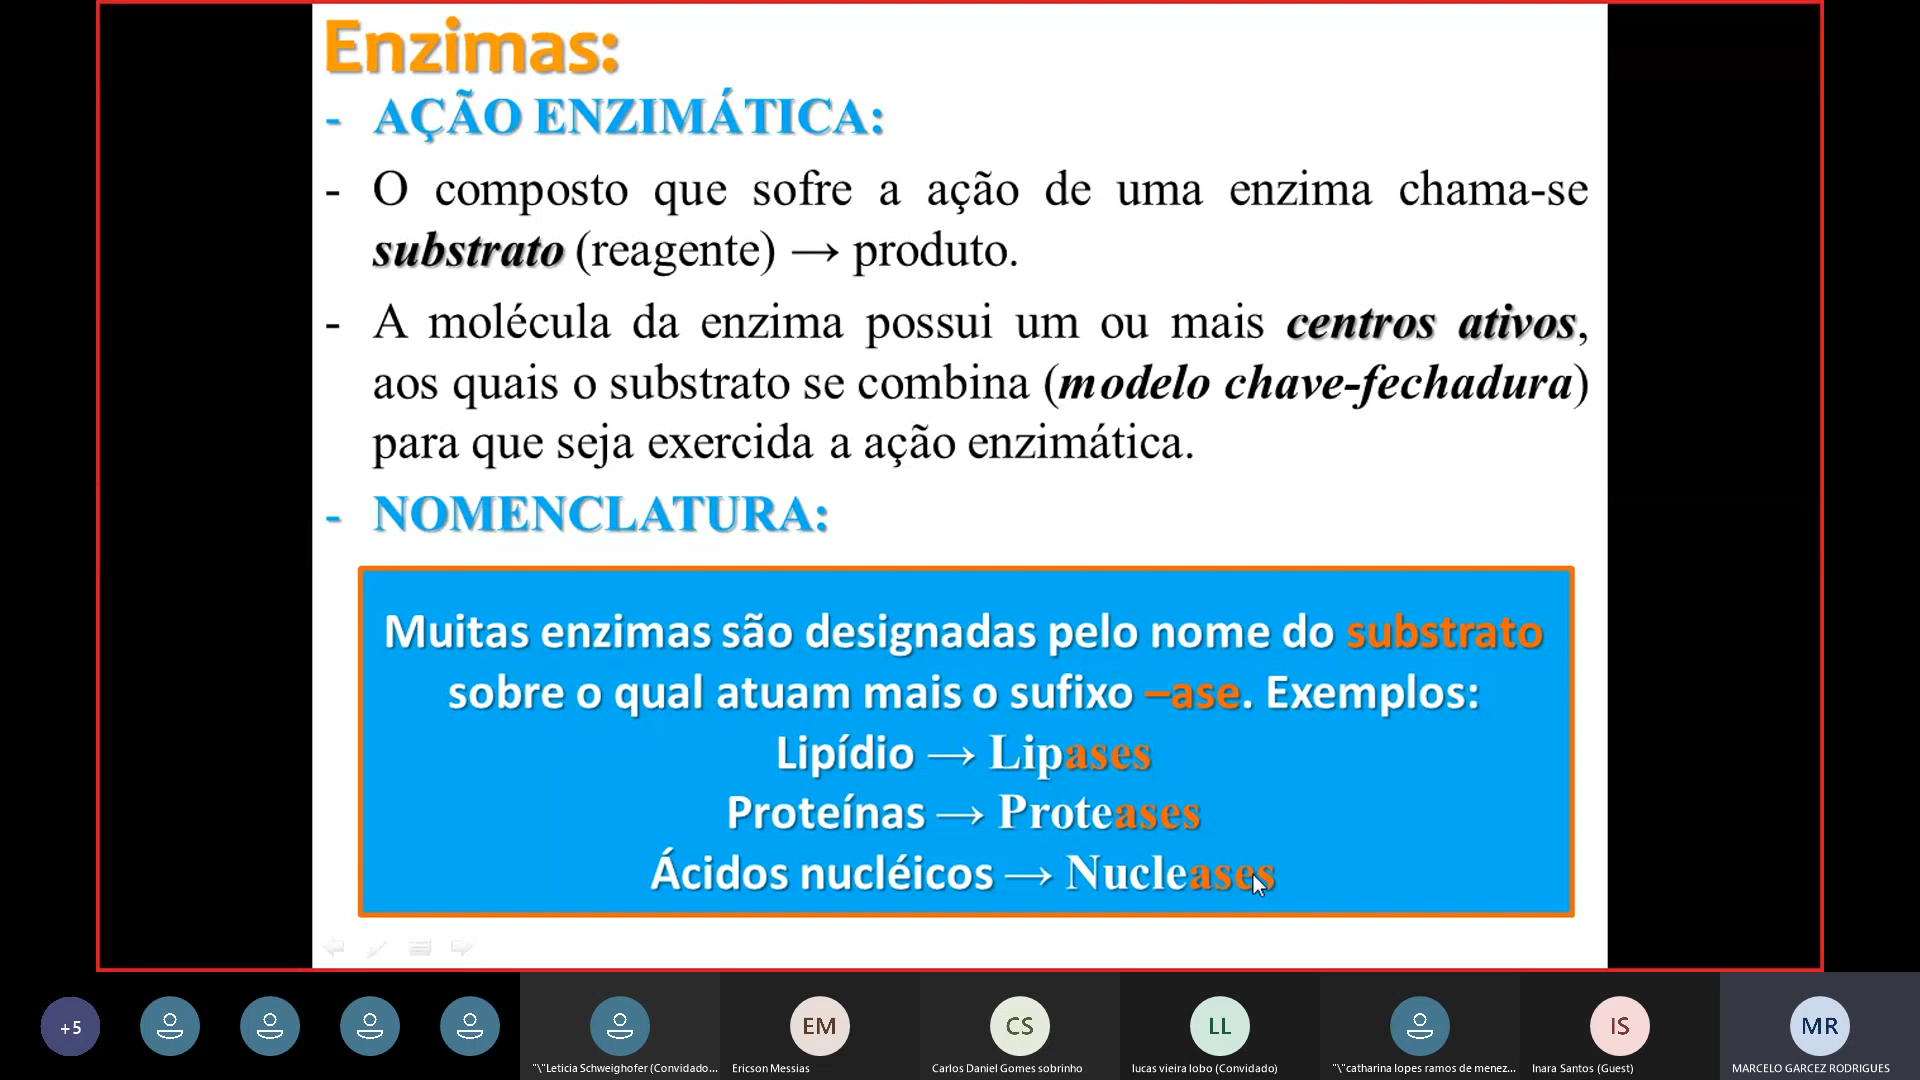 Enzimas:
- AÇÃO ENZIMÁTICA:
- O composto que sofre a ação de uma enzima chama-se
substrato (reagente) → produto.
- A molécula da enzima possui um ou mais centros ativos,
aos quais o substrato se combina (modelo chave-fechadura)
para que seja exercida a ação enzimática.
- NOMENCLATURA:
Muitas enzimas são designadas pelo nome do substrato
sobre o qual atuam mais o sufixo –ase. Exemplos:
Lipídio → Lipases
Proteínas → Proteases
Ácidos nucléicos → Nucleases
+5
EM
CS
LL
IS
MR
"\"Leticia Schweighofer (Convidado...
Ericson Messias
Carlos Daniel Gomes sobrinho
lucas vieira lobo (Convidado)
"\"catharina lopes ramos de menez...
Inara Santos (Guest)
MARCELO GARCEZ RODRIGUES